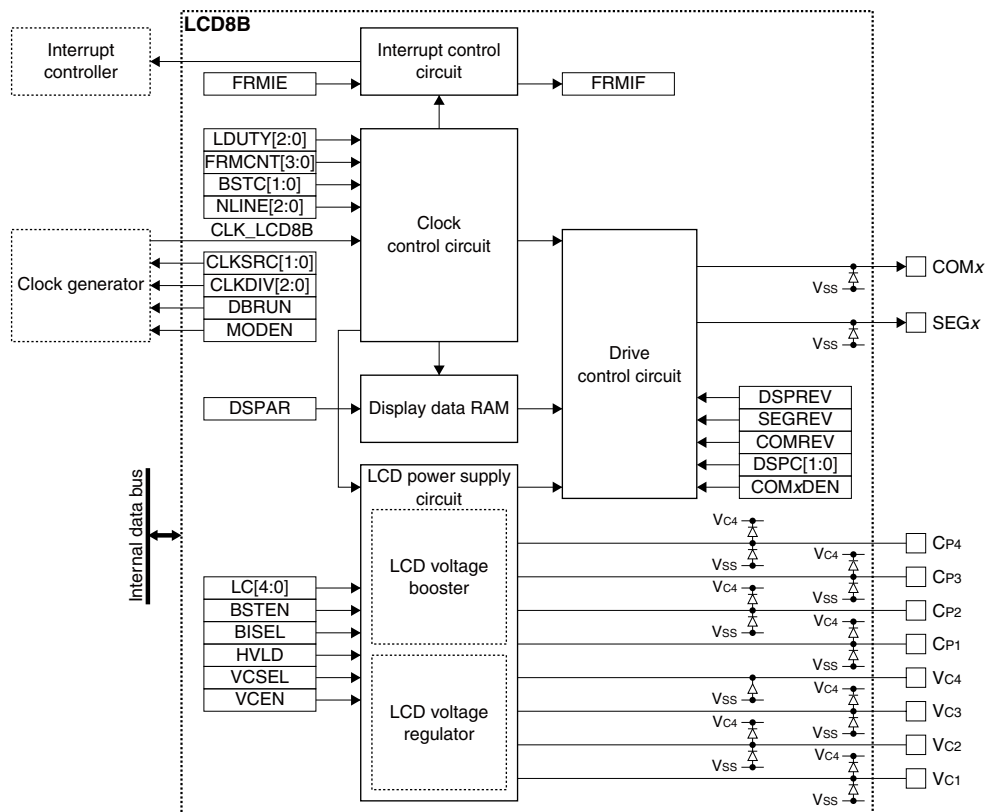 LCD8B
Interrupt
controller
Interrupt control
circuit
FRMIE
FRMIF
LDUTY[2:0]
FRMCNT[3:0]
BSTC[1:0]
NLINE[2:0]
CLK_LCD8B
Clock
control circuit
Clock generator
CLKSRC[1:0]
CLKDIV[2:0]
DBRUN
MODEN
COMx
VSS
SEGx
VSS
Drive
control circuit
DSPAR
Display data RAM
DSPREV
SEGREV
COMREV
DSPC[1:0]
COMxDEN
Internal data bus
LCD power supply
circuit
LCD voltage
booster
LCD voltage
regulator
LC[4:0]
BSTEN
BISEL
HVLD
VCSEL
VCEN
VC4
CP4
VSS
VC4
CP3
VSS
VC4
CP2
VSS
VC4
CP1
VSS
VC4
VSS
VC4
VC3
VSS
VC4
VC2
VSS
VC4
VC1
VSS